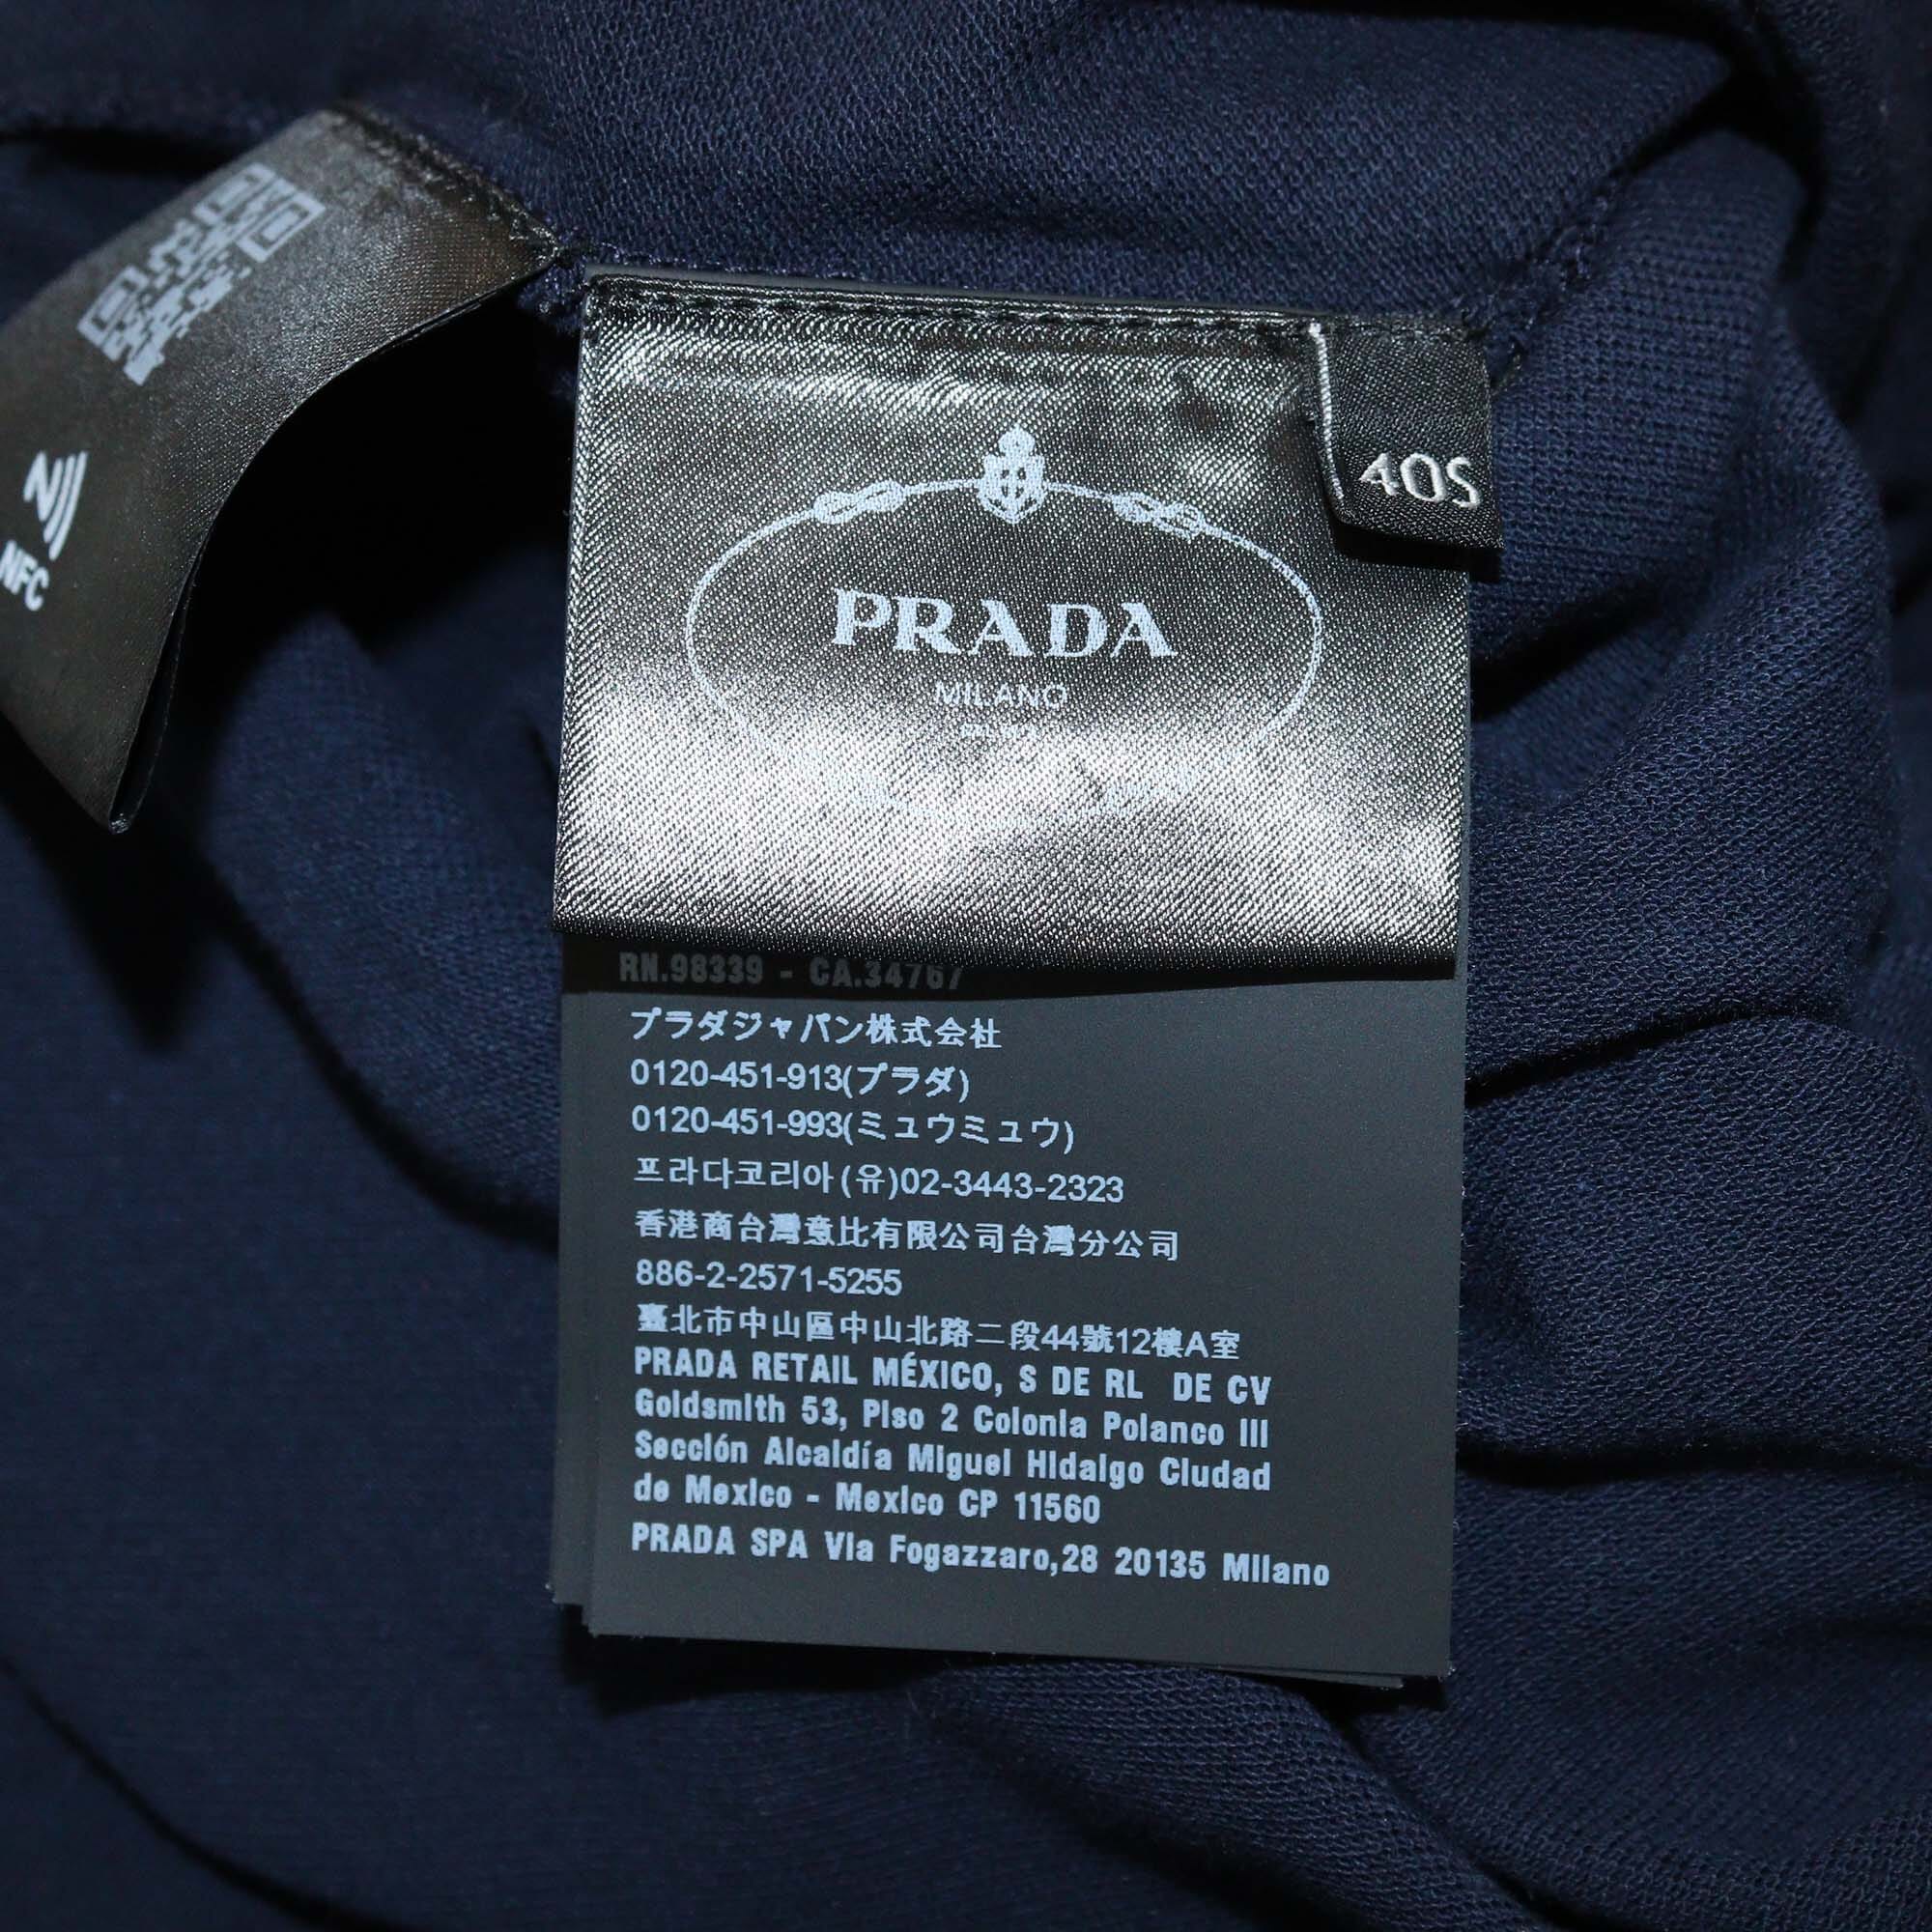 N
NFC
PRADA
MILANO
40S
RN.98339 - CA.34767
プラダジャパン株式会社
0120-451-913(プラダ)
0120-451-993(ミュウミュウ)
프라다코리아(유)02-3443-2323
香港商台灣意比有限公司台灣分公司
886-2-2571-5255
臺北市中山區中山北路二段44號12樓A室
PRADA RETAIL MÉXICO, S DE RL DE CV
Goldsmith 53, Piso 2 Colonia Polanco III
Sección Alcaldía Miguel Hidalgo Ciudad
de Mexico - Mexico CP 11560
PRADA SPA Via Fogazzaro,28 20135 Milano